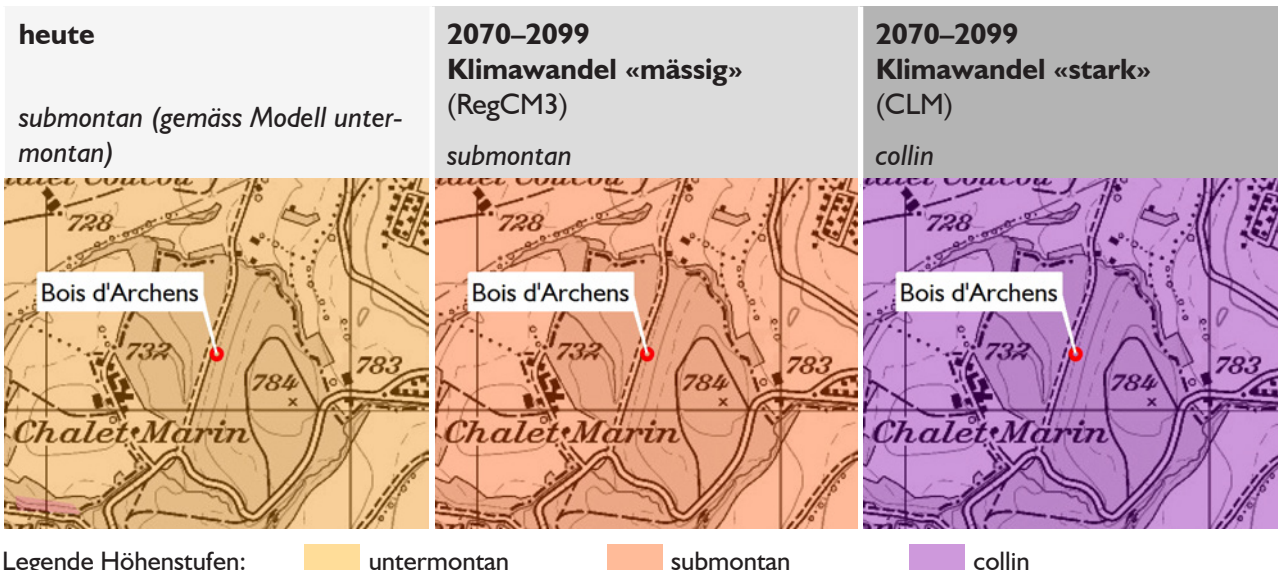 heute
submontan (gemäss Modell unter-
montan)
2070–2099
Klimawandel «mässig»
(RegCM3)
submontan
2070–2099
Klimawandel «stark»
(CLM)
collin
728
Bois d'Archens
732
784
783
Chalet Marin
728
Bois d'Archens
732
784
783
Chalet Marin
728
Bois d'Archens
732
784
783
Chalet Marin
Legende Höhenstufen:
untermontan
submontan
collin